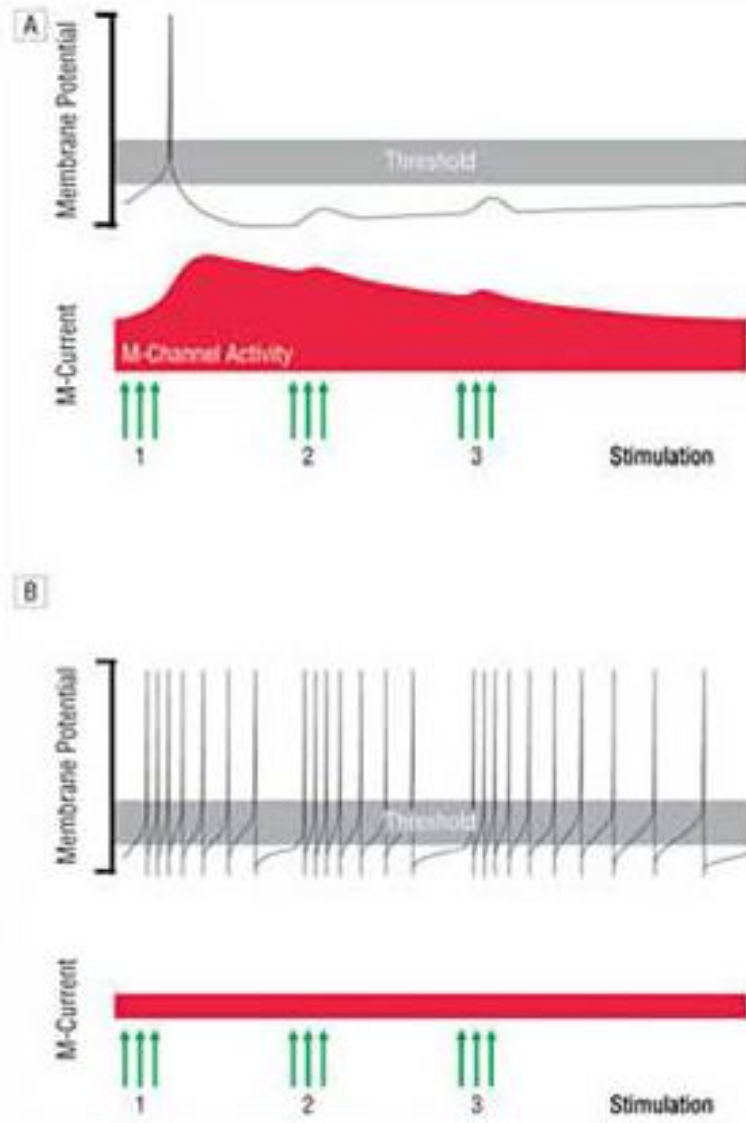 A
Membrane Potential
Threshold
M-Current
M-Channel Activity
1
2
3
Stimulation
B
Membrane Potential
Threshold
M-Current
1
2
3
Stimulation